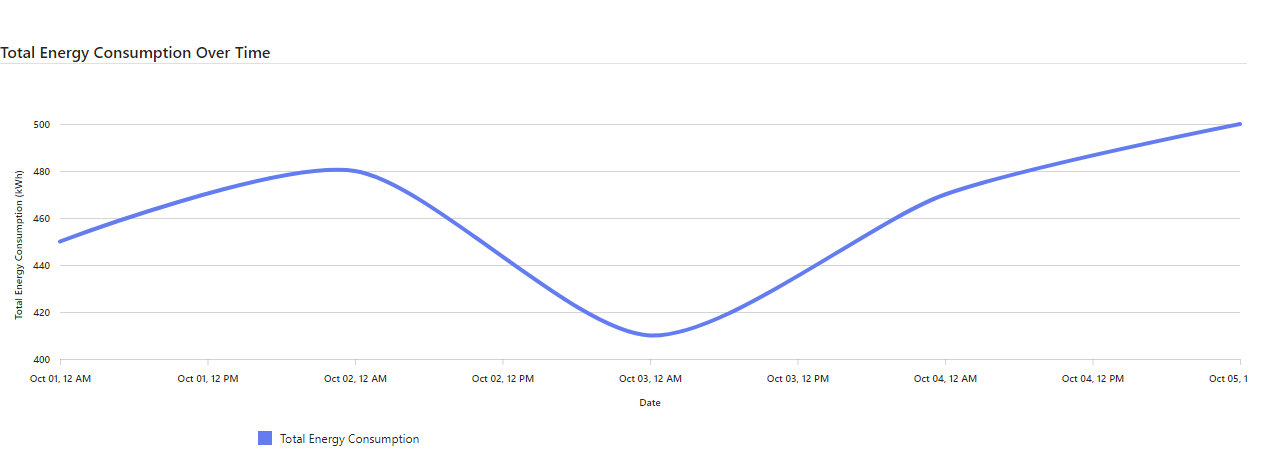 Total Energy Consumption Over Time
Total Energy Consumption (kWh)
500
480
460
440
420
400
Oct 01, 12 AM Oct 01, 12 PM Oct 02, 12 AM Oct 02, 12 PM Oct 03, 12 AM Oct 03, 12 PM Oct 04, 12 AM Oct 04, 12 PM Oct 05, 1
Date
Total Energy Consumption